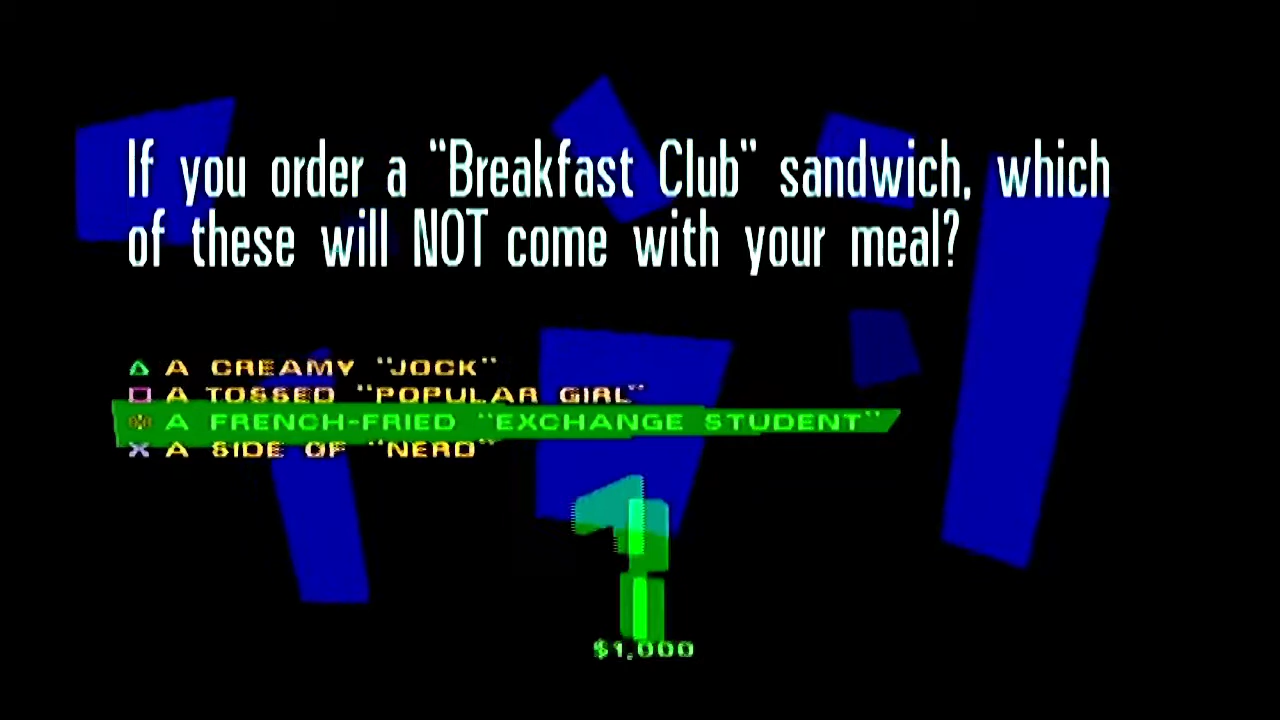 If you order a "Breakfast Club" sandwich, which
of these will NOT come with your meal?
A CREAMY "JOCK"
A TOSSED "POPULAR GIRL"
A FRENCH-FRIED "EXCHANGE STUDENT"
X A SIDE OF "NERD"
1
$1,000